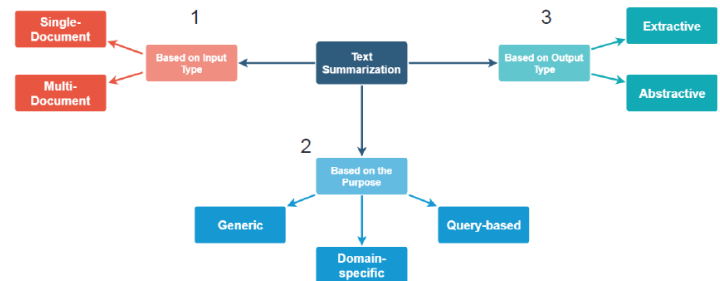 1
Single-
Document
Multi-
Document
Based on Input
Type
Text
Summarization
3
Based on Output
Type
Extractive
Abstractive
2
Based on the
Purpose
Generic
Domain-
specific
Query-based